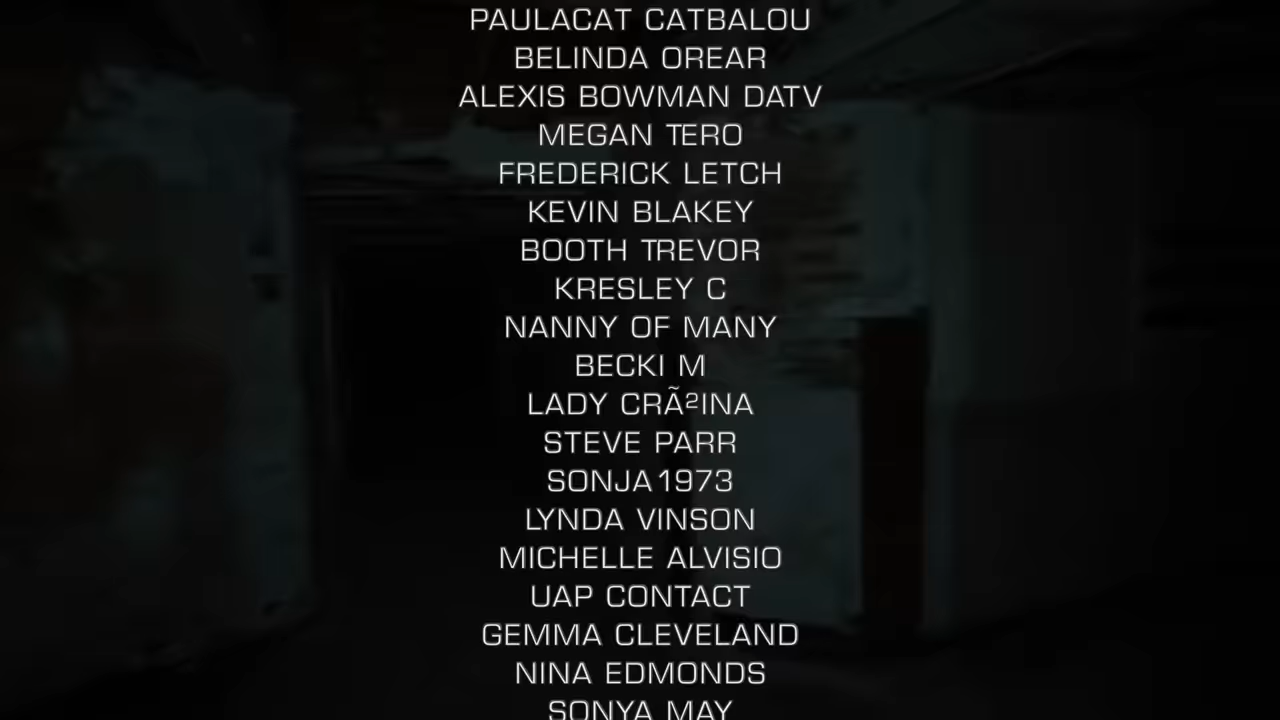 PAULACAT CATBALOU
BELINDA OREAR
ALEXIS BOWMAN DATV
MEGAN TERO
FREDERICK LETCH
KEVIN BLAKEY
BOOTH TREVOR
KRESLEY C
NANNY OF MANY
BECKI M
LADY CRÃ²INA
STEVE PARR
SONJA1973
LYNDA VINSON
MICHELLE ALVISIO
UAP CONTACT
GEMMA CLEVELAND
NINA EDMONDS
SONYA MAY